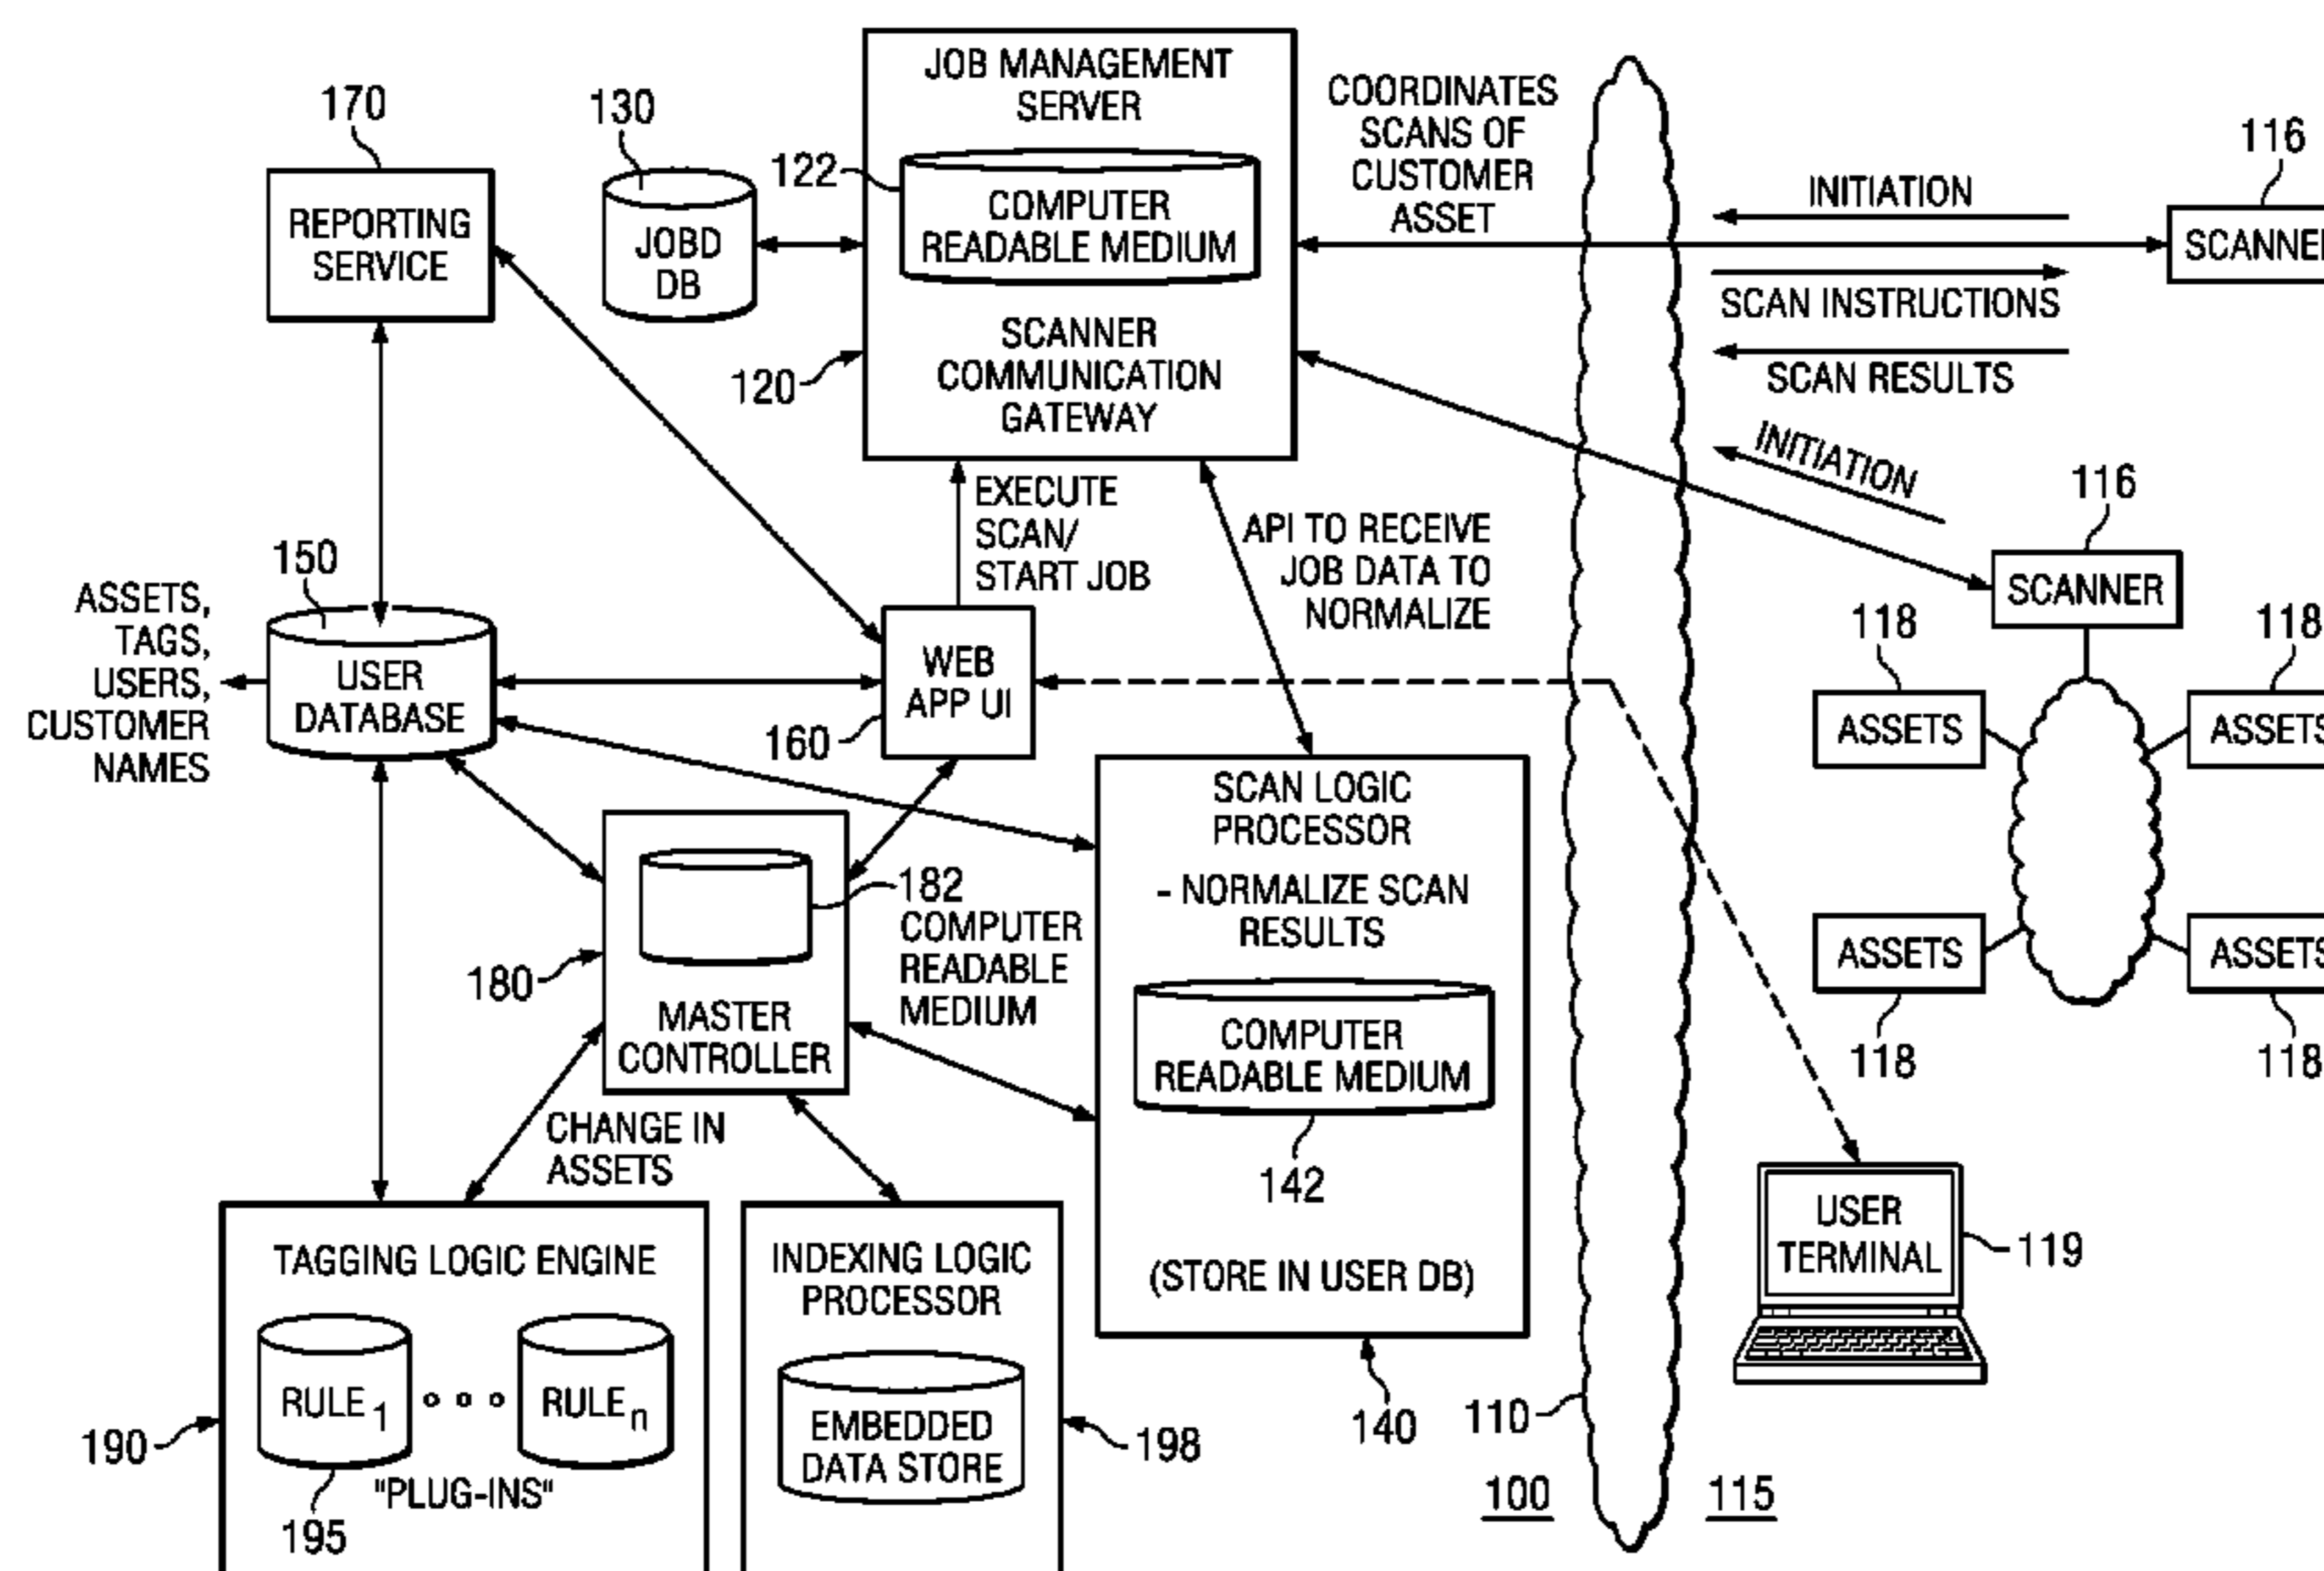 JOB MANAGEMENT
SERVER
122
COMPUTER
READABLE MEDIUM
SCANNER
COMMUNICATION
GATEWAY
120
170
REPORTING
SERVICE
130
JOBD
DB
COORDINATES
SCANS OF
CUSTOMER
ASSET
INITIATION
SCAN INSTRUCTIONS
SCAN RESULTS
116
SCANNE
INITIATION
116
SCANNER
EXECUTE
SCAN/
START JOB
API TO RECEIVE
JOB DATA TO
NORMALIZE
150
ASSETS,
TAGS,
USERS,
CUSTOMER
NAMES
USER
DATABASE
WEB
APP UI
160
118
ASSETS
118
ASSETS
ASSETS
118
ASSETS
118
SCAN LOGIC
PROCESSOR
- NORMALIZE SCAN
RESULTS
COMPUTER
READABLE MEDIUM
142
(STORE IN USER DB)
140
182
COMPUTER
READABLE
MEDIUM
180
MASTER
CONTROLLER
CHANGE IN
ASSETS
TAGGING LOGIC ENGINE
RULE1
RULEn
190
"PLUG-INS"
195
INDEXING LOGIC
PROCESSOR
EMBEDDED
DATA STORE
198
USER
TERMINAL
119
110
100
115